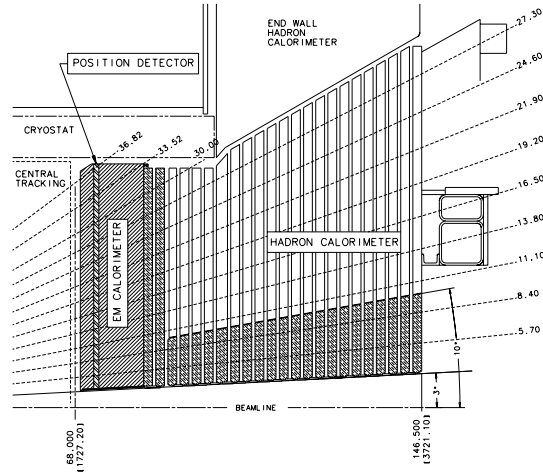 END WALL
HADRON
CALORIMETER
27.30
24.60
POSITION DETECTOR
21.90
CRYOSTAT
36.82
33.52
30.00
19.20
CENTRAL
TRACKING
16.50
EM CALORIMETER
HADRON CALORIMETER
13.80
11.10
8.40
5.70
10°
3°
BEAMLINE
68.000
[1727.20]
146.500
[3721.10]